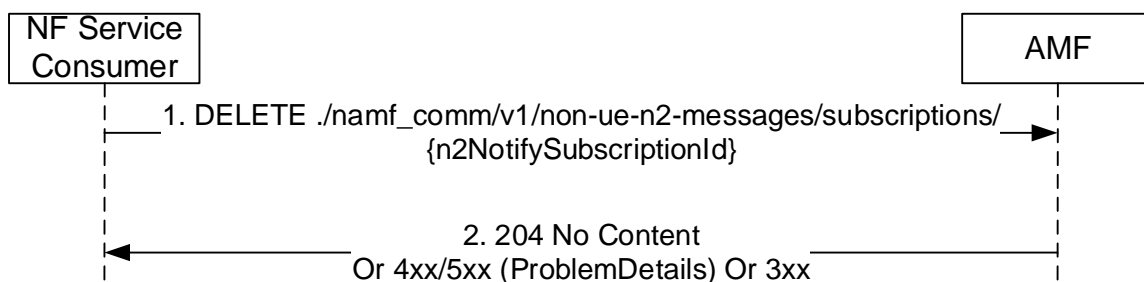 NF Service
Consumer
AMF
1. DELETE ./namf_comm/v1/non-ue-n2-messages/subscriptions/
{n2NotifySubscriptionId}
2. 204 No Content
Or 4xx/5xx (ProblemDetails) Or 3xx